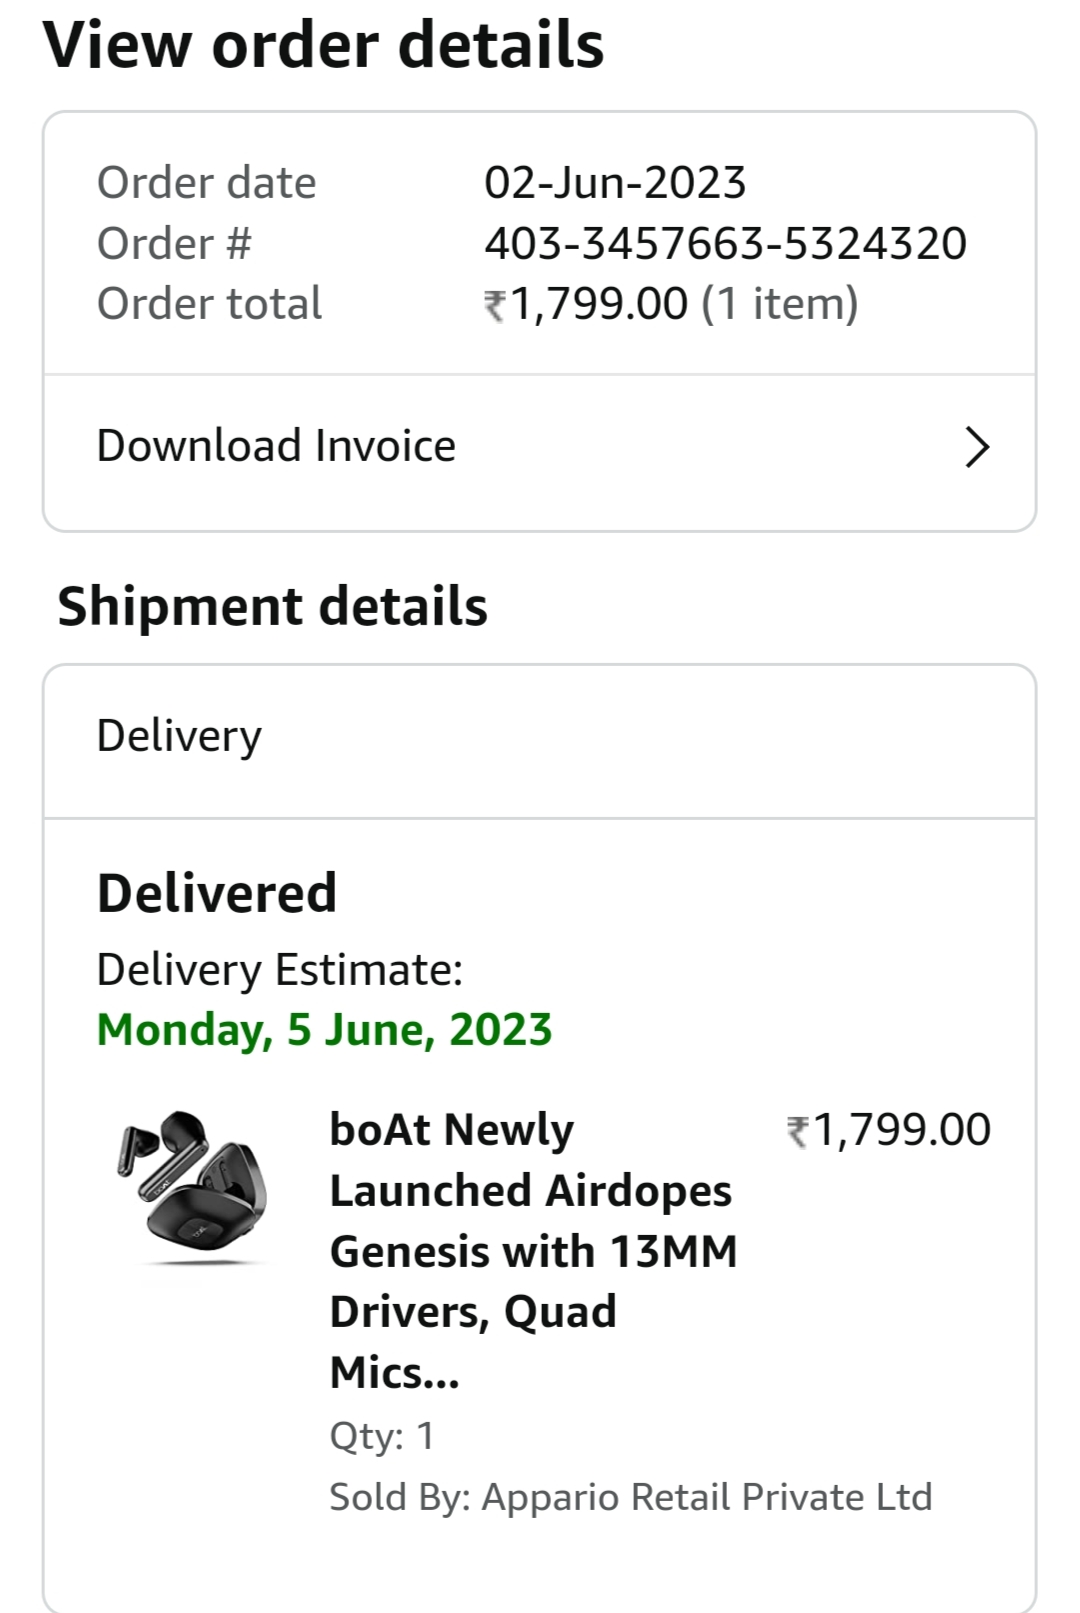 View order details
Order date 02-Jun-2023
Order # 403-3457663-5324320
Order total ₹1,799.00 (1 item)
Download Invoice
Shipment details
Delivery
Delivered
Delivery Estimate:
Monday, 5 June, 2023
boAt Newly ₹1,799.00
Launched Airdopes
Genesis with 13MM
Drivers, Quad
Mics...
Qty: 1
Sold By: Appario Retail Private Ltd